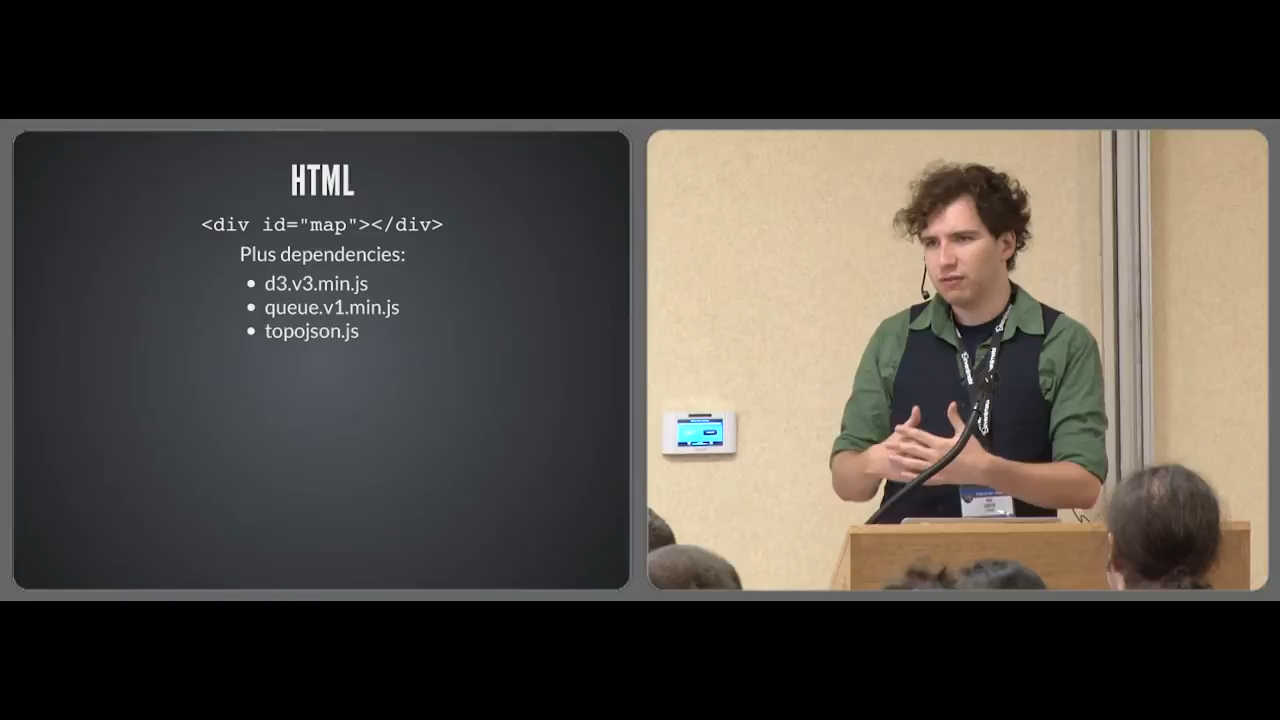 HTML
<div id="map"></div>
Plus dependencies:
d3.v3.min.js
queue.v1.min.js
topojson.js